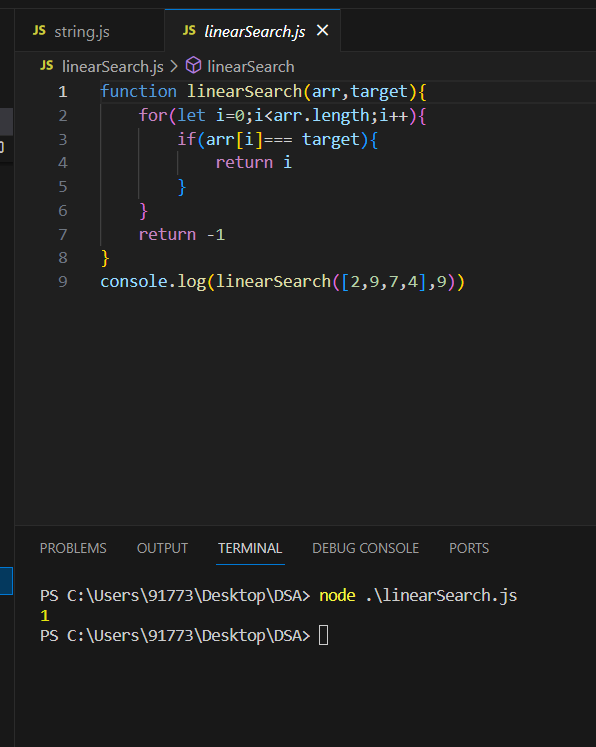 JS string.js JS linearSearch.js ×
JS linearSearch.js > linearSearch
1 function linearSearch(arr,target){
2     for(let i=0;i<arr.length;i++){
3         if(arr[i]=== target){
4             return i
5         }
6     }
7     return -1
8 }
9 console.log(linearSearch([2,9,7,4],9))
PROBLEMS OUTPUT TERMINAL DEBUG CONSOLE PORTS
PS C:\Users\91773\Desktop\DSA> node .\linearSearch.js
1
PS C:\Users\91773\Desktop\DSA>